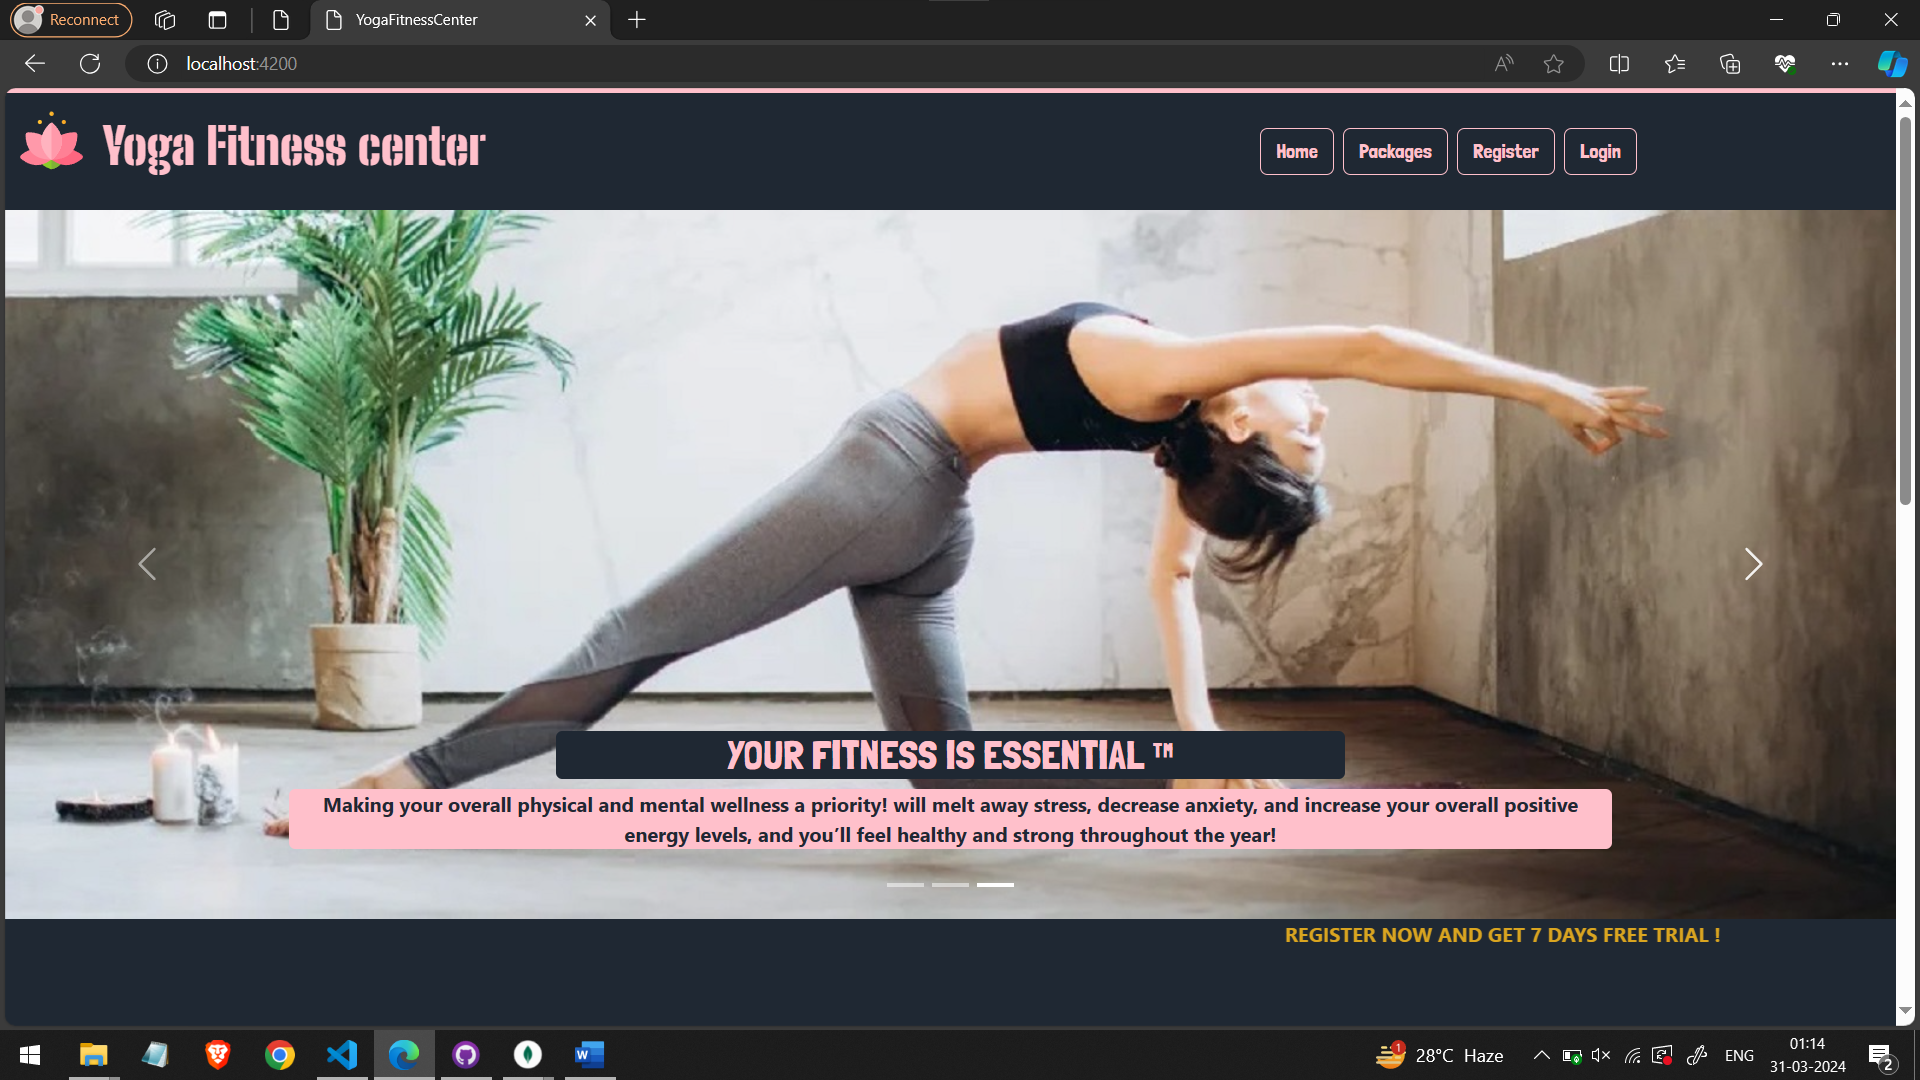 Reconnect
YogaFitnessCenter
localhost:4200
Yoga Fitness center
Home
Packages
Register
Login
YOUR FITNESS IS ESSENTIAL ™
Making your overall physical and mental wellness a priority! will melt away stress, decrease anxiety, and increase your overall positive
energy levels, and you’ll feel healthy and strong throughout the year!
REGISTER NOW AND GET 7 DAYS FREE TRIAL !
1
28°C Haze
ENG
01:14
31-03-2024
2